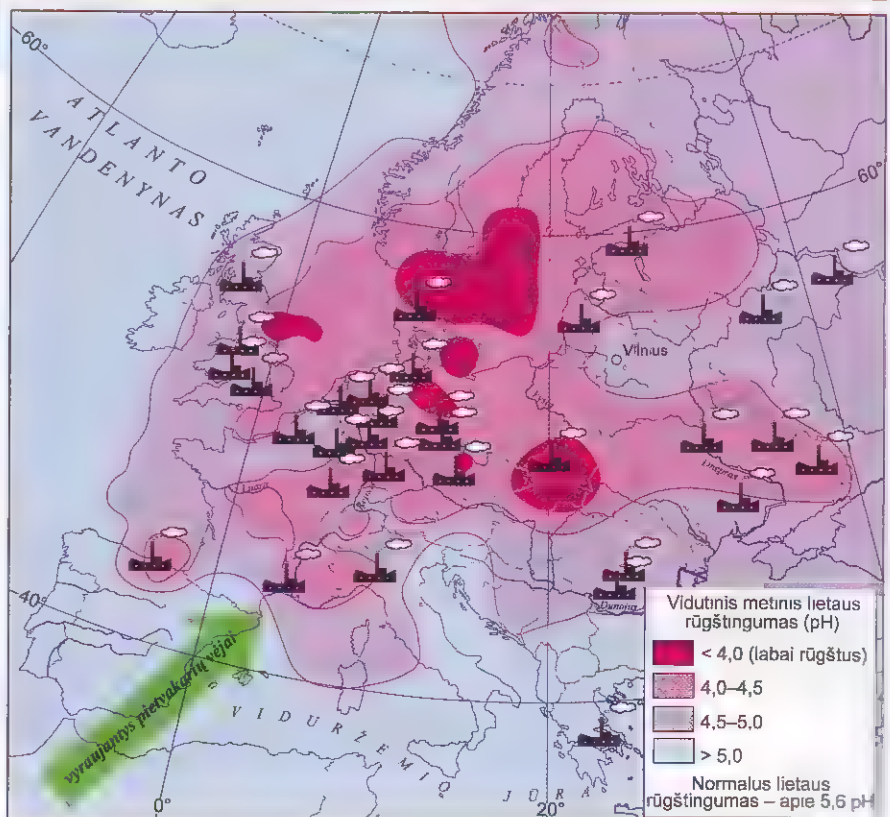 60°
ATLANTO
VANDENYNAS
60°
Vilnius
40°
Dunojus
vyraujantys pietvakarių vėjai
VIDURŽEMIO
JŪRA
0°
20°
Vidutinis metinis lietaus
rūgštingumas (pH)
< 4,0 (labai rūgštus)
4,0–4,5
4,5–5,0
> 5,0
Normalus lietaus
rūgštingumas – apie 5,6 pH